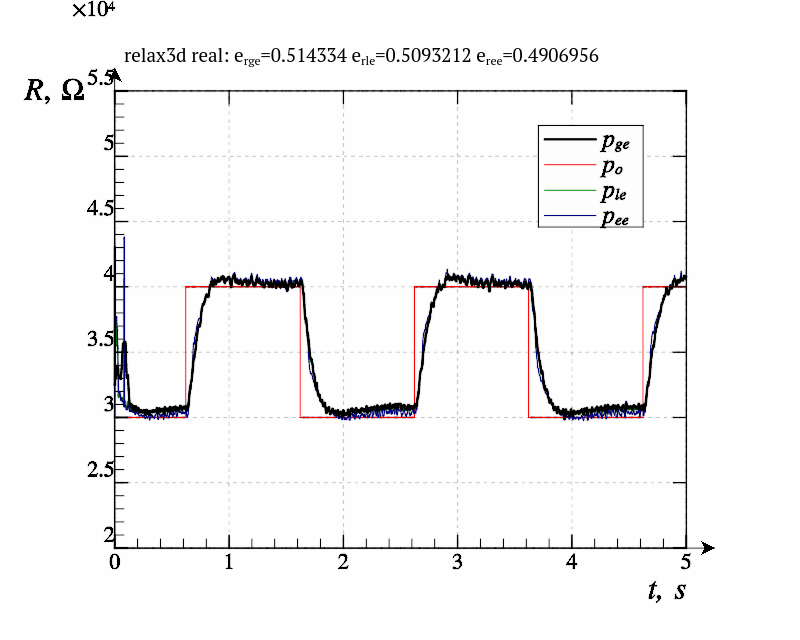 ×10⁴
relax3d real: e_rge=0.514334 e_rle=0.5093212 e_ree=0.4906956
R, Ω
5.5
5
4.5
4
3.5
3
2.5
2
p_ge
p_o
p_le
p_ee
0 1 2 3 4 5
t, s